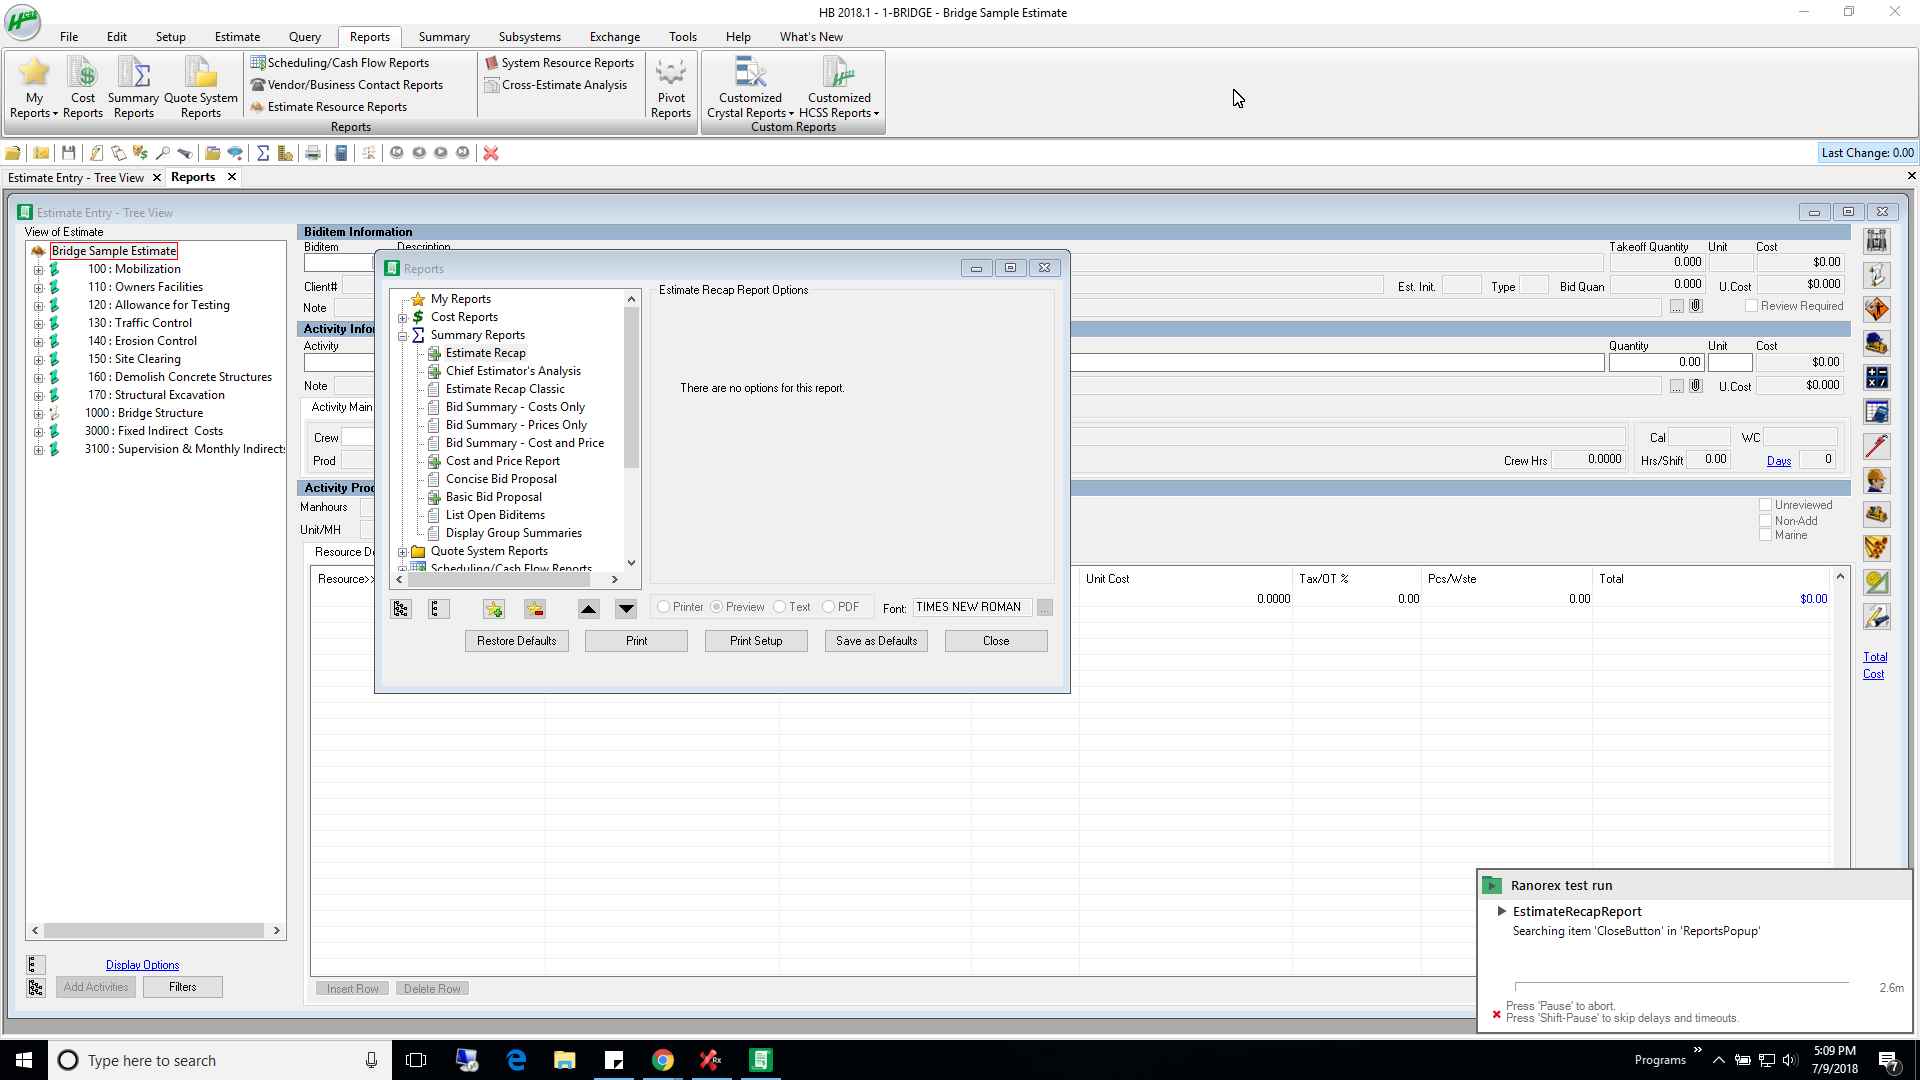 HB 2018.1 - 1-BRIDGE - Bridge Sample Estimate
File Edit Setup Estimate Query Reports Summary Subsystems Exchange Tools Help What's New
My Reports
Cost Reports
Summary Reports
Quote System Reports
Scheduling/Cash Flow Reports
Vendor/Business Contact Reports
Estimate Resource Reports
System Resource Reports
Cross-Estimate Analysis
Pivot Reports
Reports
Customized Crystal Reports
Customized HCSS Reports
Custom Reports
Last Change: 0.00
Estimate Entry - Tree View
Reports
Estimate Entry - Tree View
View of Estimate
Bridge Sample Estimate
100 : Mobilization
110 : Owners Facilities
120 : Allowance for Testing
130 : Traffic Control
140 : Erosion Control
150 : Site Clearing
160 : Demolish Concrete Structures
170 : Structural Excavation
1000 : Bridge Structure
3000 : Fixed Indirect Costs
3100 : Supervision & Monthly Indirects
Display Options
Add Activities
Filters
Biditem Information
Biditem Description Takeoff Quantity Unit Cost
0.000 $0.00
Client# Est. Init. Type Bid Quan 0.000 U.Cost $0.000
Note ... Review Required
Activity Infor
Activity Quantity Unit Cost
0.00 $0.00
Note ... U.Cost $0.000
Activity Main
Crew Cal WC
Prod Crew Hrs 0.0000 Hrs/Shift 0.00 Days 0
Activity Proc
Manhours Unreviewed
Non-Add
Unit/MH Marine
Resource De
Resource>> Unit Cost Tax/OT % Pcs/Wste Total
0.0000 0.00 0.00 $0.00
Insert Row
Delete Row
Total Cost
Reports
My Reports
Cost Reports
Summary Reports
Estimate Recap
Chief Estimator's Analysis
Estimate Recap Classic
Bid Summary - Costs Only
Bid Summary - Prices Only
Bid Summary - Cost and Price
Cost and Price Report
Concise Bid Proposal
Basic Bid Proposal
List Open Biditems
Display Group Summaries
Quote System Reports
Scheduling/Cash Flow Reports
Estimate Recap Report Options
There are no options for this report.
Printer Preview Text PDF Font: TIMES NEW ROMAN ...
Restore Defaults Print Print Setup Save as Defaults Close
Ranorex test run
EstimateRecapReport
Searching item 'CloseButton' in 'ReportsPopup'
2.6m
Press 'Pause' to abort.
Press 'Shift-Pause' to skip delays and timeouts.
Type here to search
Programs
5:09 PM
7/9/2018
7